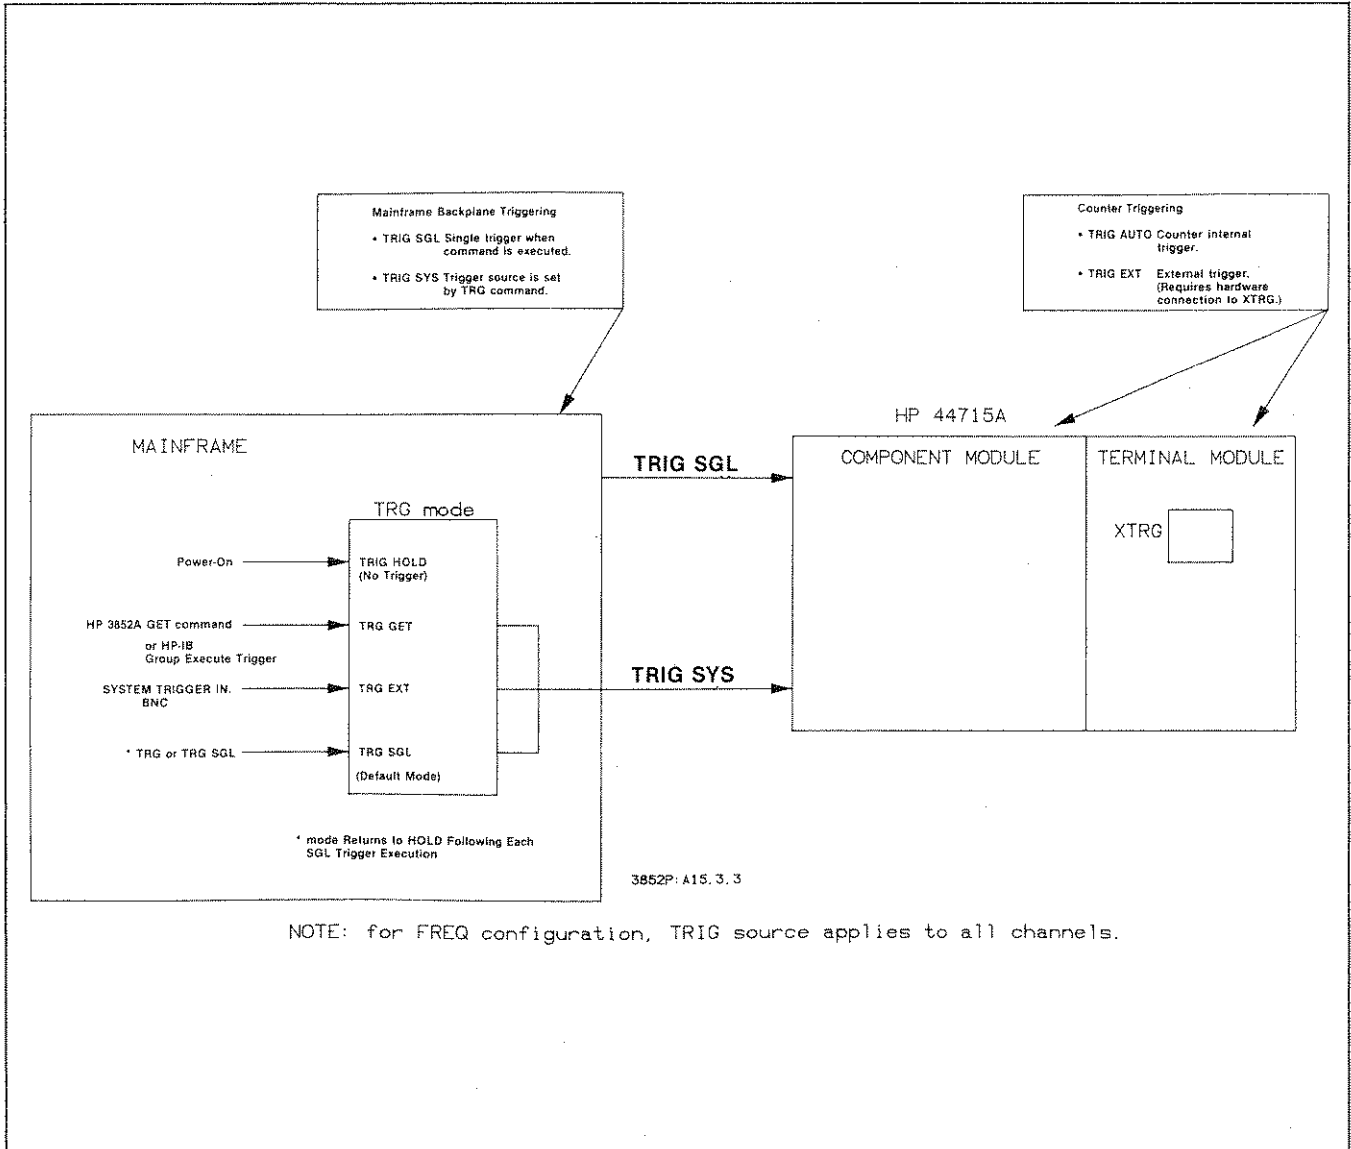 Mainframe Backplane Triggering
• TRIG SGL Single trigger when
command is executed.
• TRIG SYS Trigger source is set
by TRG command.
Counter Triggering
• TRIG AUTO Counter internal
trigger.
• TRIG EXT External trigger.
(Requires hardware
connection to XTRG.)
MAINFRAME
TRG mode
Power-On
TRIG HOLD
(No Trigger)
HP 3852A GET command
or HP-IB
Group Execute Trigger
TRG GET
SYSTEM TRIGGER IN.
BNC
TRG EXT
* TRG or TRG SGL
TRG SGL
(Default Mode)
* mode Returns to HOLD Following Each
SGL Trigger Execution
TRIG SGL
TRIG SYS
HP 44715A
COMPONENT MODULE
TERMINAL MODULE
XTRG
3852P: A15.3.3
NOTE: for FREQ configuration, TRIG source applies to all channels.